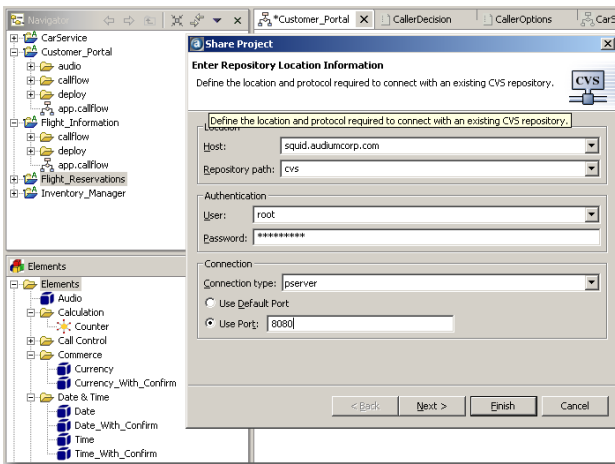 Navigator
CarService
Customer_Portal
audio
callflow
deploy
app.callflow
Flight_Information
callflow
deploy
app.callflow
Flight_Reservations
Inventory_Manager
Elements
Elements
Audio
Calculation
Counter
Call Control
Commerce
Currency
Currency_With_Confirm
Date & Time
Date
Date_With_Confirm
Time
Time_With_Confirm
*Customer_Portal
CallerDecision
CallerOptions
CarS
Share Project
Enter Repository Location Information
Define the location and protocol required to connect with an existing CVS repository.
CVS
Define the location and protocol required to connect with an existing CVS repository.
Location
Host: squid.audiumcorp.com
Repository path: cvs
Authentication
User: root
Password: *********
Connection
Connection type: pserver
Use Default Port
Use Port: 8080
< Back Next > Finish Cancel